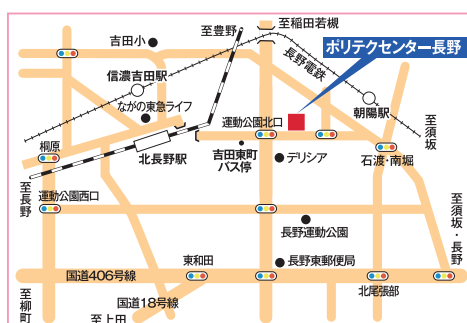 至稲田若槻
至豊野
吉田小
ポリテクセンター長野
長野電鉄
信濃吉田駅
朝陽駅
ながの東急ライフ
運動公園北口
至須坂
桐原
北長野駅
吉田東町
バス停
デリシア
石渡・南堀
至長野
運動公園西口
至須坂・長野
長野運動公園
東和田
長野東郵便局
国道406号線
北尾張部
至柳町
国道18号線
至上田